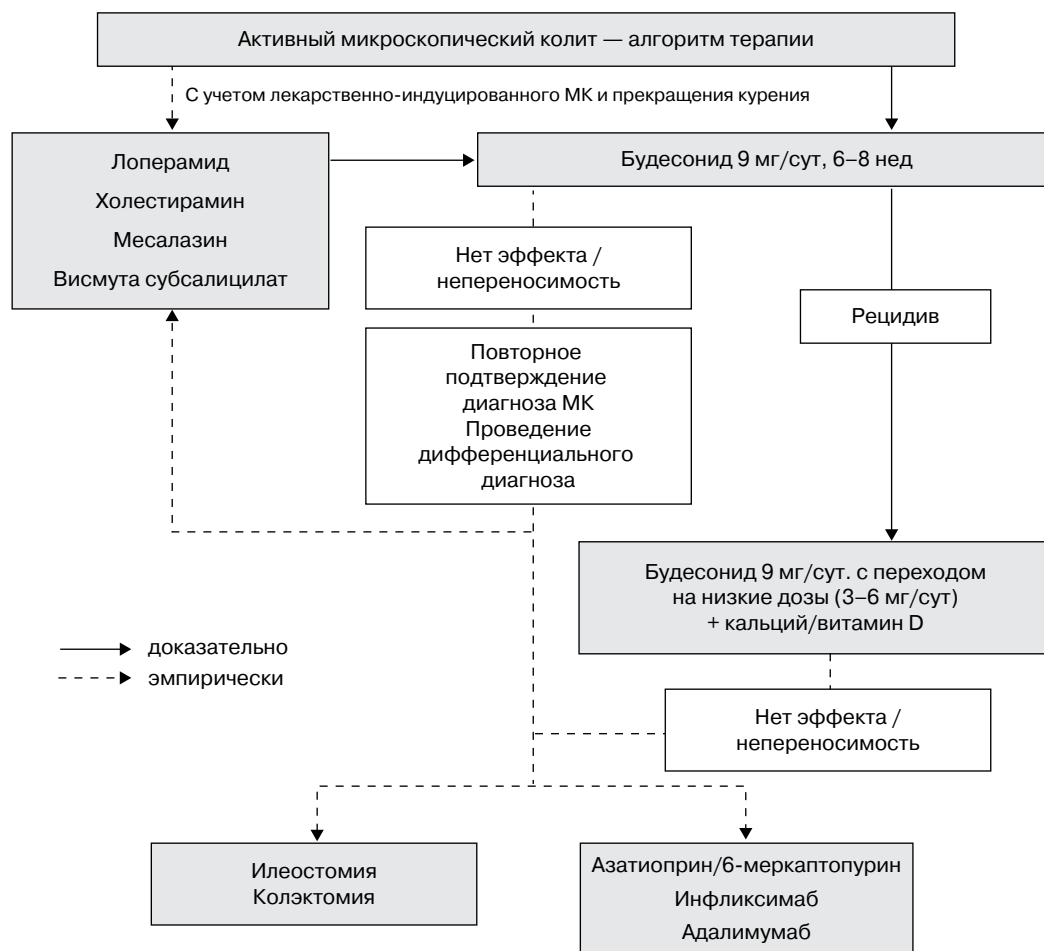 Активный микроскопический колит — алгоритм терапии
С учетом лекарственно-индуцированного МК и прекращения курения
Лоперамид
Холестирамин
Месалазин
Висмута субсалицилат
Будесонид 9 мг/сут, 6–8 нед
Нет эффекта /
непереносимость
Рецидив
Повторное
подтверждение
диагноза МК
Проведение
дифференциального
диагноза
Будесонид 9 мг/сут. с переходом
на низкие дозы (3–6 мг/сут)
+ кальций/витамин D
доказательно
эмпирически
Нет эффекта /
непереносимость
Илеостомия
Колэктомия
Азатиоприн/6-меркаптопурин
Инфликсимаб
Адалимумаб